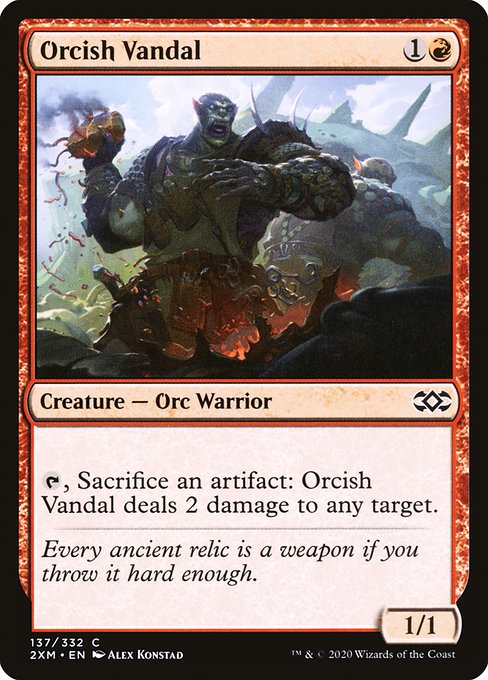 Orcish Vandal 1
Creature — Orc Warrior
, Sacrifice an artifact: Orcish
Vandal deals 2 damage to any target.
Every ancient relic is a weapon if you
throw it hard enough.
1/1
137/332 C
2XM • EN Alex Konstad
™ & © 2020 Wizards of the Coast